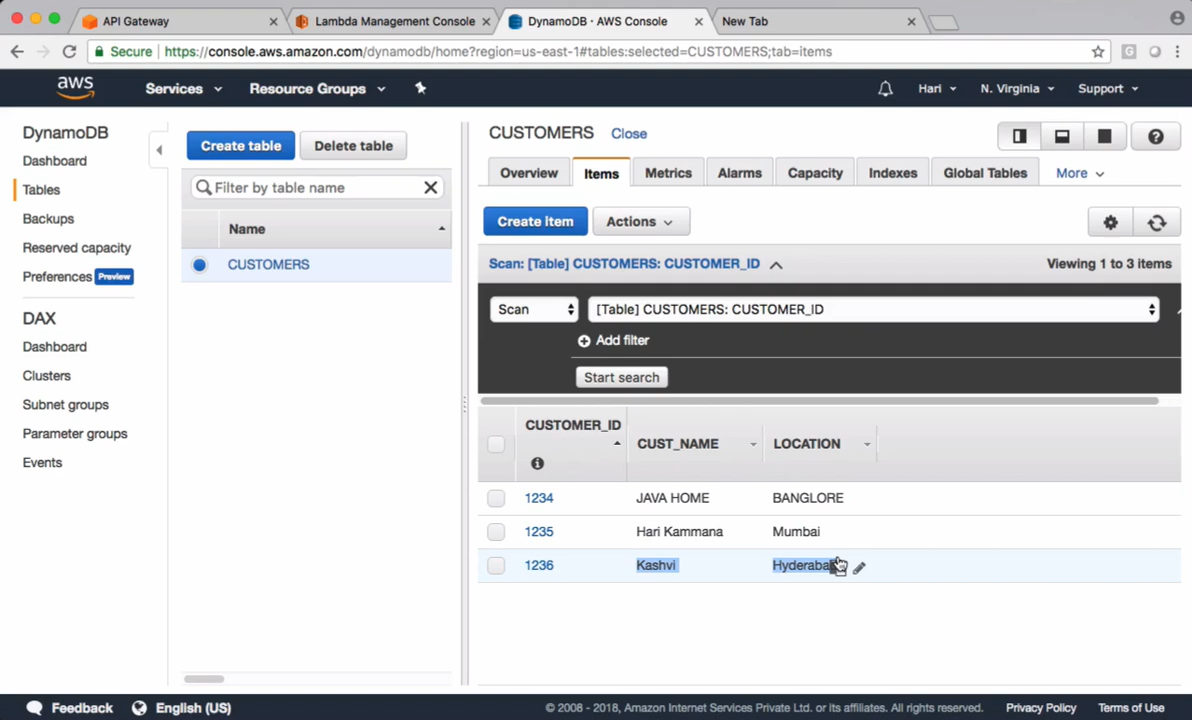 API Gateway
Lambda Management Console
DynamoDB · AWS Console
New Tab
Secure
https://console.aws.amazon.com/dynamodb/home?region=us-east-1#tables:selected=CUSTOMERS;tab=items
aws
Services
Resource Groups
Hari
N. Virginia
Support
DynamoDB
Dashboard
Tables
Backups
Reserved capacity
Preferences Preview
DAX
Dashboard
Clusters
Subnet groups
Parameter groups
Events
Create table
Delete table
Filter by table name
Name
CUSTOMERS
CUSTOMERS Close
Overview
Items
Metrics
Alarms
Capacity
Indexes
Global Tables
More
Create item
Actions
Scan: [Table] CUSTOMERS: CUSTOMER_ID
Viewing 1 to 3 items
Scan
[Table] CUSTOMERS: CUSTOMER_ID
Add filter
Start search
CUSTOMER_ID CUST_NAME LOCATION
1234 JAVA HOME BANGLORE
1235 Hari Kammana Mumbai
1236 Kashvi Hyderabad
Feedback
English (US)
© 2008 - 2018, Amazon Internet Services Private Ltd. or its affiliates. All rights reserved.
Privacy Policy
Terms of Use